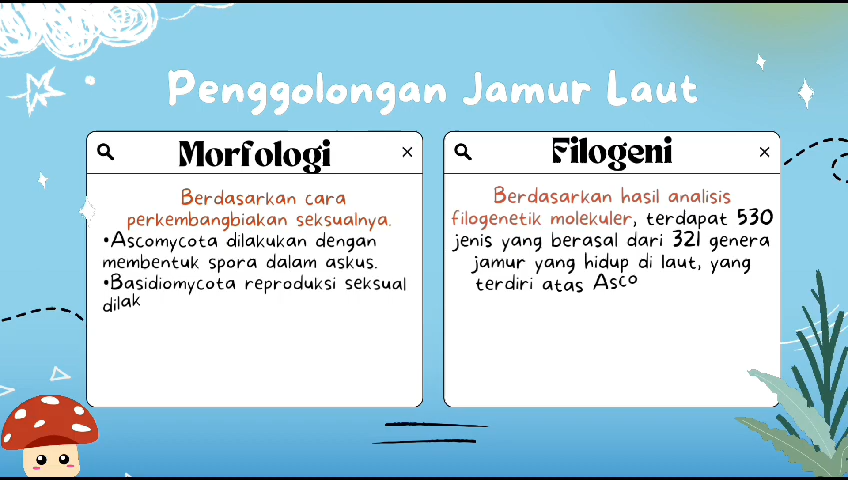 Penggolongan Jamur Laut
Morfologi
Berdasarkan cara
perkembangbiakan seksualnya.
•Ascomycota dilakukan dengan
membentuk spora dalam askus.
•Basidiomycota reproduksi seksual
dilak
Filogeni
Berdasarkan hasil analisis
filogenetik molekuler, terdapat 530
jenis yang berasal dari 321 genera
jamur yang hidup di laut, yang
terdiri atas Asco